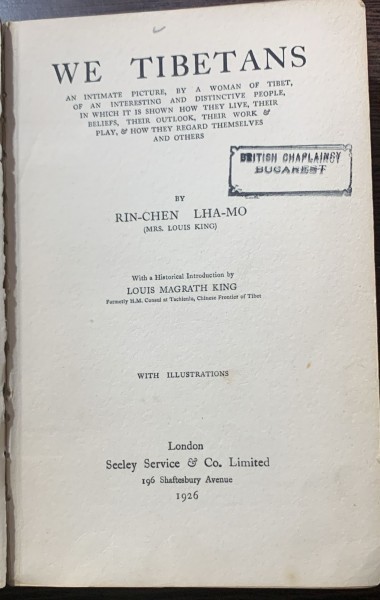 WE TIBETANS
AN INTIMATE PICTURE, BY A WOMAN OF TIBET,
OF AN INTERESTING AND DISTINCTIVE PEOPLE,
IN WHICH IT IS SHOWN HOW THEY LIVE, THEIR
BELIEFS, THEIR OUTLOOK, THEIR WORK &
PLAY, & HOW THEY REGARD THEMSELVES
AND OTHERS
BRITISH CHAPLAINCY
BUCAREST
BY
RIN-CHEN LHA-MO
(MRS. LOUIS KING)
With a Historical Introduction by
LOUIS MAGRATH KING
Formerly H.M. Consul at Tachienlu, Chinese Frontier of Tibet
WITH ILLUSTRATIONS
London
Seeley Service & Co. Limited
196 Shaftesbury Avenue
1926